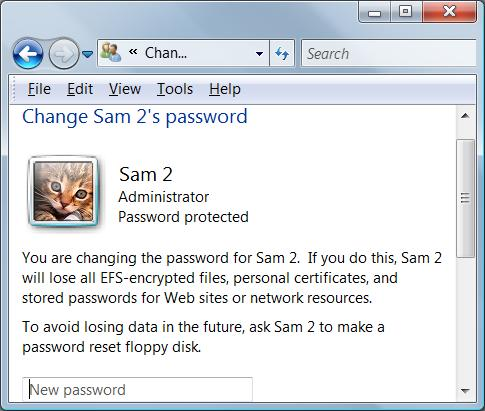 « Chan... Search
File Edit View Tools Help
Change Sam 2's password
Sam 2
Administrator
Password protected
You are changing the password for Sam 2. If you do this, Sam 2
will lose all EFS-encrypted files, personal certificates, and
stored passwords for Web sites or network resources.
To avoid losing data in the future, ask Sam 2 to make a
password reset floppy disk.
New password